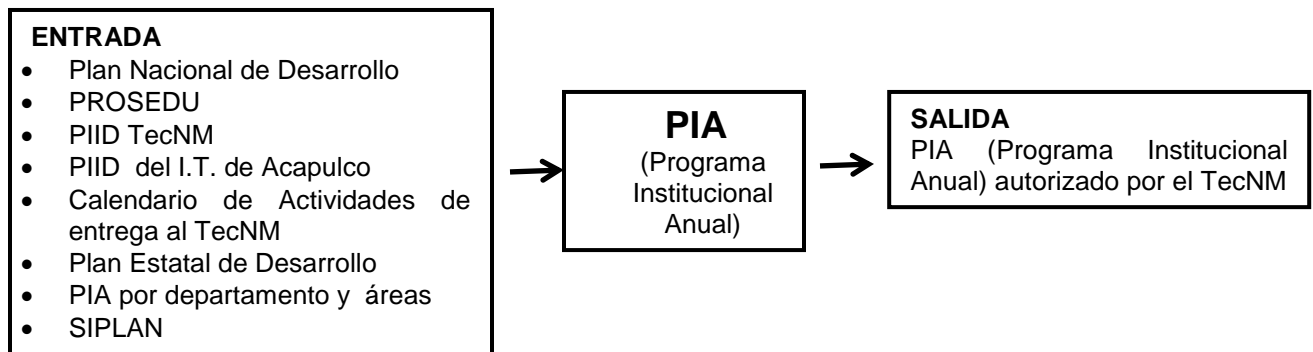 ENTRADA
• Plan Nacional de Desarrollo
• PROSEDU
• PIID TecNM
• PIID del I.T. de Acapulco
• Calendario de Actividades de
entrega al TecNM
• Plan Estatal de Desarrollo
• PIA por departamento y áreas
• SIPLAN
PIA
(Programa
Institucional
Anual)
SALIDA
PIA (Programa Institucional
Anual) autorizado por el TecNM